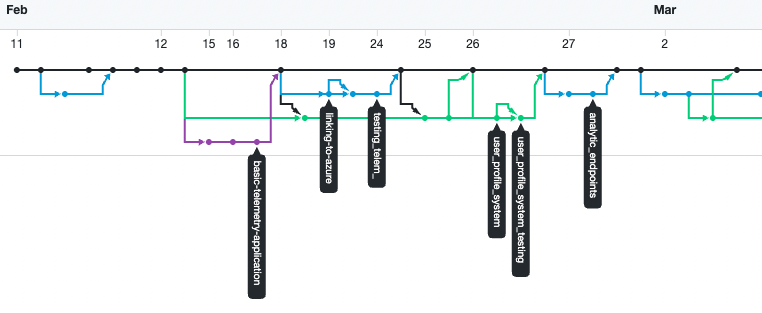 Feb
Mar
11
12
15
16
18
19
24
25
26
27
2
basic-telemetry-application
linking-to-azure
testing_telem_
user_profile_system
user_profile_system_testing
analytic_endpoints